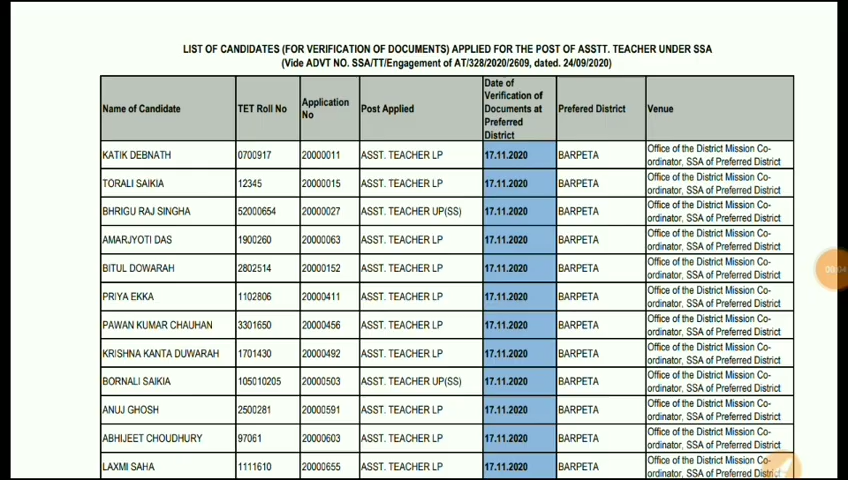 LIST OF CANDIDATES (FOR VERIFICATION OF DOCUMENTS) APPLIED FOR THE POST OF ASSTT. TEACHER UNDER SSA
(Vide ADVT NO. SSA/TT/Engagement of AT/328/2020/2609, dated. 24/09/2020)
Name of Candidate TET Roll No Application No Post Applied Date of Verification of Documents at Preferred District Prefered District Venue
KATIK DEBNATH 0700917 20000011 ASST. TEACHER LP 17.11.2020 BARPETA Office of the District Mission Co-ordinator, SSA of Preferred District
TORALI SAIKIA 12345 20000015 ASST. TEACHER LP 17.11.2020 BARPETA Office of the District Mission Co-ordinator, SSA of Preferred District
BHRIGU RAJ SINGHA 52000654 20000027 ASST. TEACHER UP(SS) 17.11.2020 BARPETA Office of the District Mission Co-ordinator, SSA of Preferred District
AMARJYOTI DAS 1900260 20000063 ASST. TEACHER LP 17.11.2020 BARPETA Office of the District Mission Co-ordinator, SSA of Preferred District
BITUL DOWARAH 2802514 20000152 ASST. TEACHER LP 17.11.2020 BARPETA Office of the District Mission Co-ordinator, SSA of Preferred District
PRIYA EKKA 1102806 20000411 ASST. TEACHER LP 17.11.2020 BARPETA Office of the District Mission Co-ordinator, SSA of Preferred District
PAWAN KUMAR CHAUHAN 3301650 20000456 ASST. TEACHER LP 17.11.2020 BARPETA Office of the District Mission Co-ordinator, SSA of Preferred District
KRISHNA KANTA DUWARAH 1701430 20000492 ASST. TEACHER LP 17.11.2020 BARPETA Office of the District Mission Co-ordinator, SSA of Preferred District
BORNALI SAIKIA 105010205 20000503 ASST. TEACHER UP(SS) 17.11.2020 BARPETA Office of the District Mission Co-ordinator, SSA of Preferred District
ANUJ GHOSH 2500281 20000591 ASST. TEACHER LP 17.11.2020 BARPETA Office of the District Mission Co-ordinator, SSA of Preferred District
ABHIJEET CHOUDHURY 97061 20000603 ASST. TEACHER LP 17.11.2020 BARPETA Office of the District Mission Co-ordinator, SSA of Preferred District
LAXMI SAHA 1111610 20000655 ASST. TEACHER LP 17.11.2020 BARPETA Office of the District Mission Co-ordinator, SSA of Preferred District
00:04